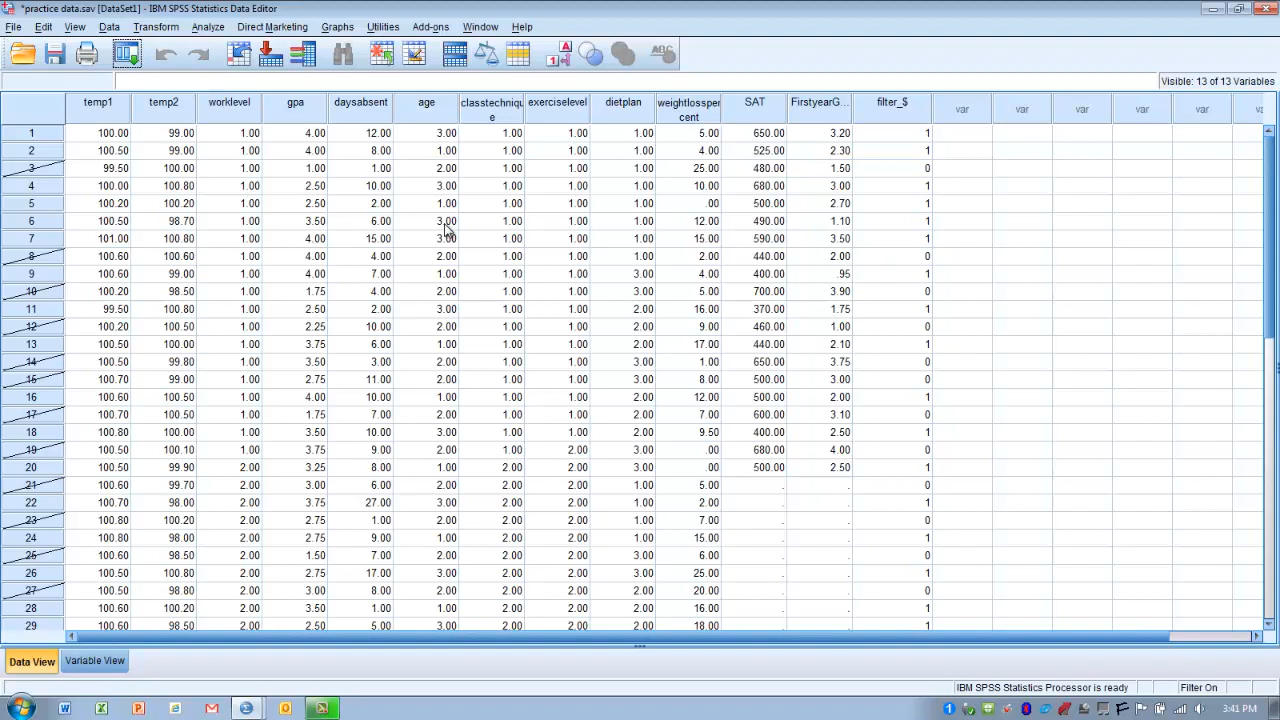 *practice data.sav [DataSet1] - IBM SPSS Statistics Data Editor
File Edit View Data Transform Analyze Direct Marketing Graphs Utilities Add-ons Window Help
Visible: 13 of 13 Variables
temp1 temp2 worklevel gpa daysabsent age classtechniqu e exerciselevel dietplan weightlossper cent SAT FirstyearG... filter_$ var var var var var va
1 100.00 99.00 1.00 4.00 12.00 3.00 1.00 1.00 1.00 5.00 650.00 3.20 1
2 100.50 99.00 1.00 4.00 8.00 1.00 1.00 1.00 1.00 4.00 525.00 2.30 1
3 99.50 100.00 1.00 1.00 1.00 2.00 1.00 1.00 1.00 25.00 480.00 1.50 0
4 100.00 100.80 1.00 2.50 10.00 3.00 1.00 1.00 1.00 10.00 680.00 3.00 1
5 100.20 100.20 1.00 2.50 2.00 1.00 1.00 1.00 1.00 .00 500.00 2.70 1
6 100.50 98.70 1.00 3.50 6.00 3.00 1.00 1.00 1.00 12.00 490.00 1.10 1
7 101.00 100.80 1.00 4.00 15.00 3.00 1.00 1.00 1.00 15.00 590.00 3.50 1
8 100.60 100.60 1.00 4.00 4.00 2.00 1.00 1.00 1.00 2.00 440.00 2.00 0
9 100.60 99.00 1.00 4.00 7.00 1.00 1.00 1.00 3.00 4.00 400.00 .95 1
10 100.20 98.50 1.00 1.75 4.00 2.00 1.00 1.00 3.00 5.00 700.00 3.90 0
11 99.50 100.80 1.00 2.50 2.00 3.00 1.00 1.00 2.00 16.00 370.00 1.75 1
12 100.20 100.50 1.00 2.25 10.00 2.00 1.00 1.00 2.00 9.00 460.00 1.00 0
13 100.50 100.00 1.00 3.75 6.00 1.00 1.00 1.00 2.00 17.00 440.00 2.10 1
14 100.50 99.80 1.00 3.50 3.00 2.00 1.00 1.00 3.00 1.00 650.00 3.75 0
15 100.70 99.00 1.00 2.75 11.00 2.00 1.00 1.00 3.00 8.00 500.00 3.00 0
16 100.60 100.50 1.00 4.00 10.00 1.00 1.00 1.00 2.00 12.00 500.00 2.00 1
17 100.70 100.50 1.00 1.75 7.00 2.00 1.00 1.00 2.00 7.00 600.00 3.10 0
18 100.80 100.00 1.00 3.50 10.00 3.00 1.00 1.00 2.00 9.50 400.00 2.50 1
19 100.50 100.10 1.00 3.75 9.00 2.00 1.00 2.00 3.00 .00 680.00 4.00 0
20 100.50 99.90 2.00 3.25 8.00 1.00 2.00 2.00 3.00 .00 500.00 2.50 1
21 100.60 99.70 2.00 3.00 6.00 2.00 2.00 2.00 1.00 5.00 . . 0
22 100.70 98.00 2.00 3.75 27.00 3.00 2.00 2.00 1.00 2.00 . . 1
23 100.80 100.20 2.00 2.75 1.00 2.00 2.00 2.00 1.00 7.00 . . 0
24 100.80 98.00 2.00 2.75 9.00 1.00 2.00 2.00 1.00 15.00 . . 1
25 100.60 98.50 2.00 1.50 7.00 2.00 2.00 2.00 3.00 6.00 . . 0
26 100.50 100.80 2.00 2.75 17.00 3.00 2.00 2.00 3.00 25.00 . . 1
27 100.50 98.80 2.00 3.00 8.00 2.00 2.00 2.00 2.00 20.00 . . 0
28 100.60 100.20 2.00 3.50 1.00 1.00 2.00 2.00 2.00 16.00 . . 1
29 100.60 98.50 2.00 2.50 5.00 3.00 2.00 2.00 2.00 18.00 . . 1
Data View Variable View
IBM SPSS Statistics Processor is ready Filter On
3:41 PM